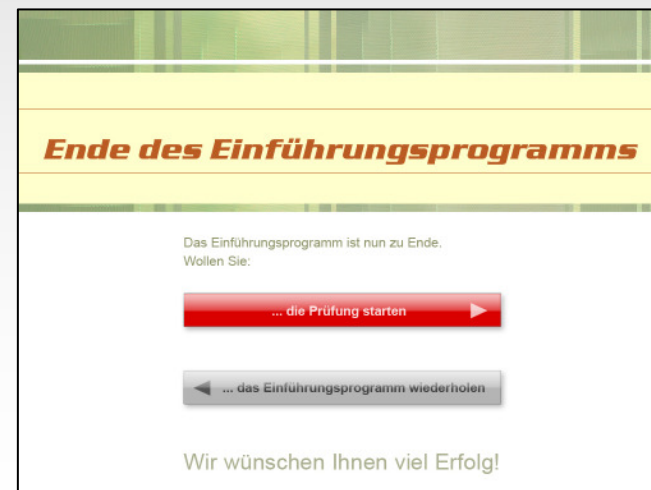 Ende des Einführungsprogramms
Das Einführungsprogramm ist nun zu Ende.
Wollen Sie:
... die Prüfung starten
... das Einführungsprogramm wiederholen
Wir wünschen Ihnen viel Erfolg!